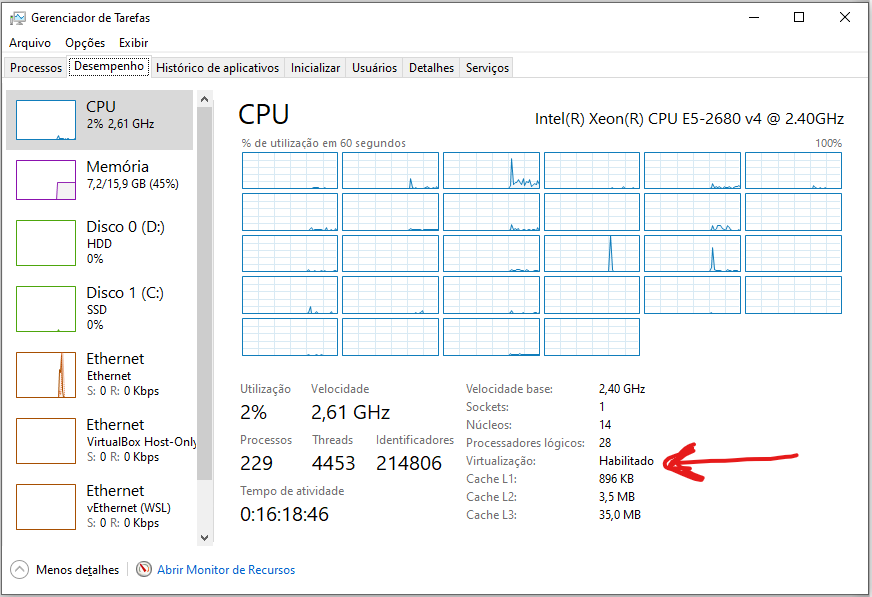 Gerenciador de Tarefas
Arquivo Opções Exibir
Processos Desempenho Histórico de aplicativos Inicializar Usuários Detalhes Serviços
CPU
2% 2,61 GHz
Memória
7,2/15,9 GB (45%)
Disco 0 (D:)
HDD
0%
Disco 1 (C:)
SSD
0%
Ethernet
Ethernet
S: 0 R: 0 Kbps
Ethernet
VirtualBox Host-Only
S: 0 R: 0 Kbps
Ethernet
vEthernet (WSL)
S: 0 R: 0 Kbps
CPU
Intel(R) Xeon(R) CPU E5-2680 v4 @ 2.40GHz
% de utilização em 60 segundos 100%
Utilização Velocidade
2% 2,61 GHz
Processos Threads Identificadores
229 4453 214806
Tempo de atividade
0:16:18:46
Velocidade base: 2,40 GHz
Sockets: 1
Núcleos: 14
Processadores lógicos: 28
Virtualização: Habilitado
Cache L1: 896 KB
Cache L2: 3,5 MB
Cache L3: 35,0 MB
Menos detalhes Abrir Monitor de Recursos